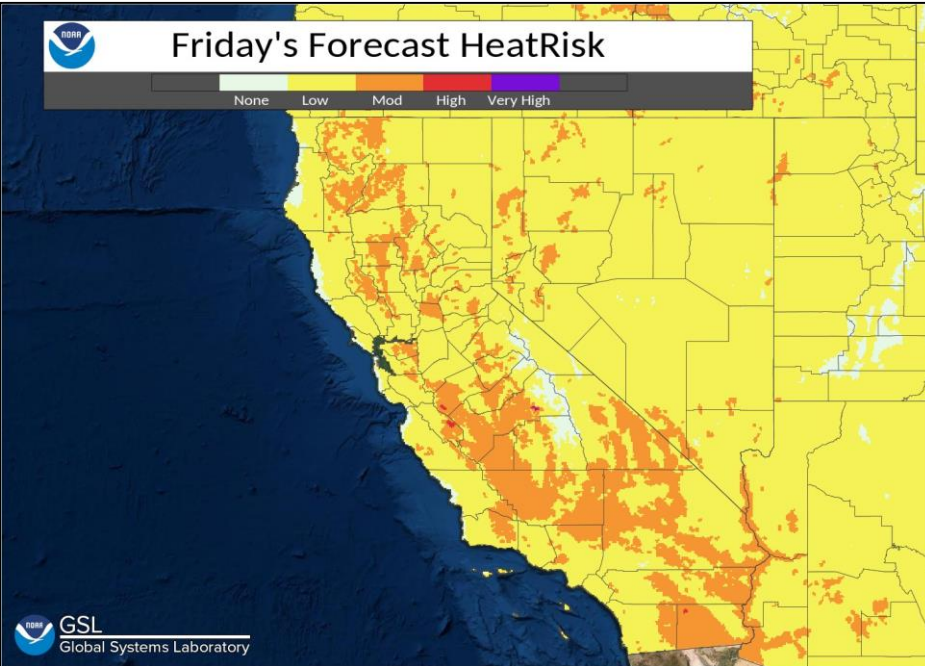 NOAA
Friday's Forecast HeatRisk
None Low Mod High Very High
NOAA
GSL
Global Systems Laboratory